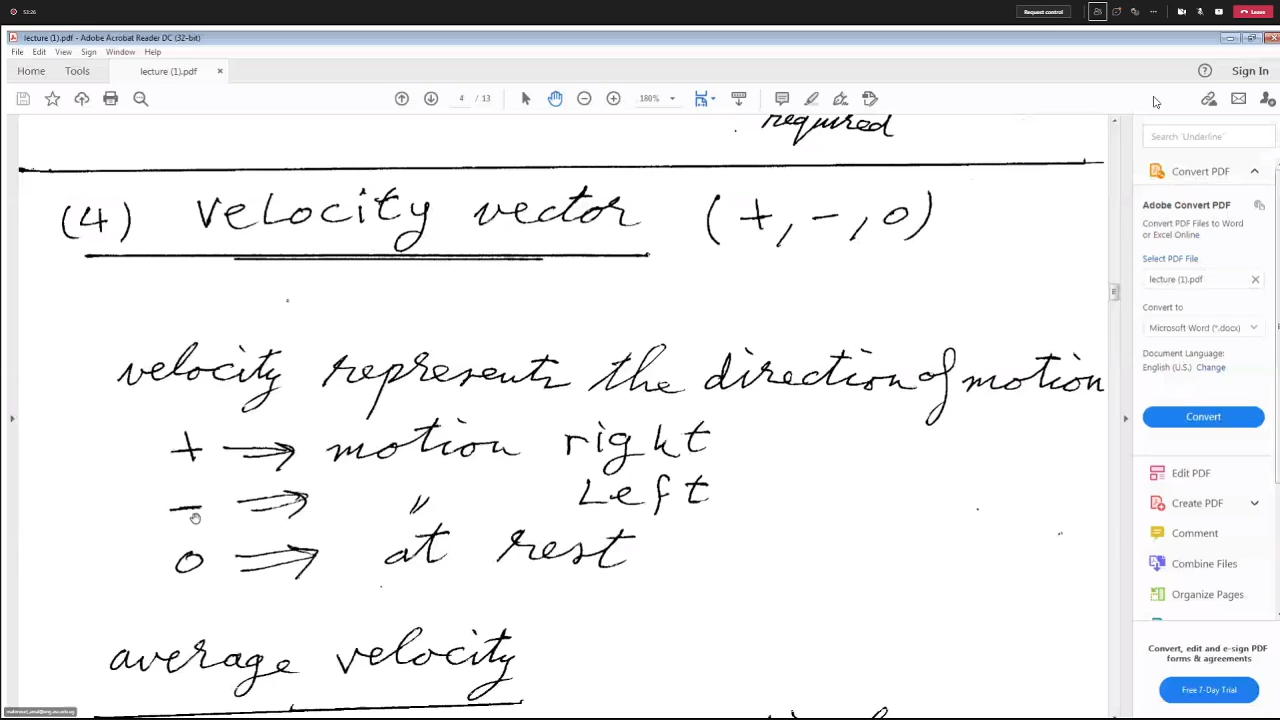 53:26
Request control
Leave
lecture (1).pdf - Adobe Acrobat Reader DC (32-bit)
File Edit View Sign Window Help
Home Tools lecture (1).pdf × Sign In
4 / 13 180%
required
(4) Velocity vector (+, -, 0)
velocity represents the direction of motion
+ → motion right
- ⇒ " Left
0 ⇒ at rest
average velocity
Search 'Underline'
Convert PDF
Adobe Convert PDF
Convert PDF Files to Word
or Excel Online
Select PDF File
lecture (1).pdf
Convert to
Microsoft Word (*.docx)
Document Language:
English (U.S.) Change
Convert
Edit PDF
Create PDF
Comment
Combine Files
Organize Pages
Convert, edit and e-sign PDF
forms & agreements
Free 7-Day Trial